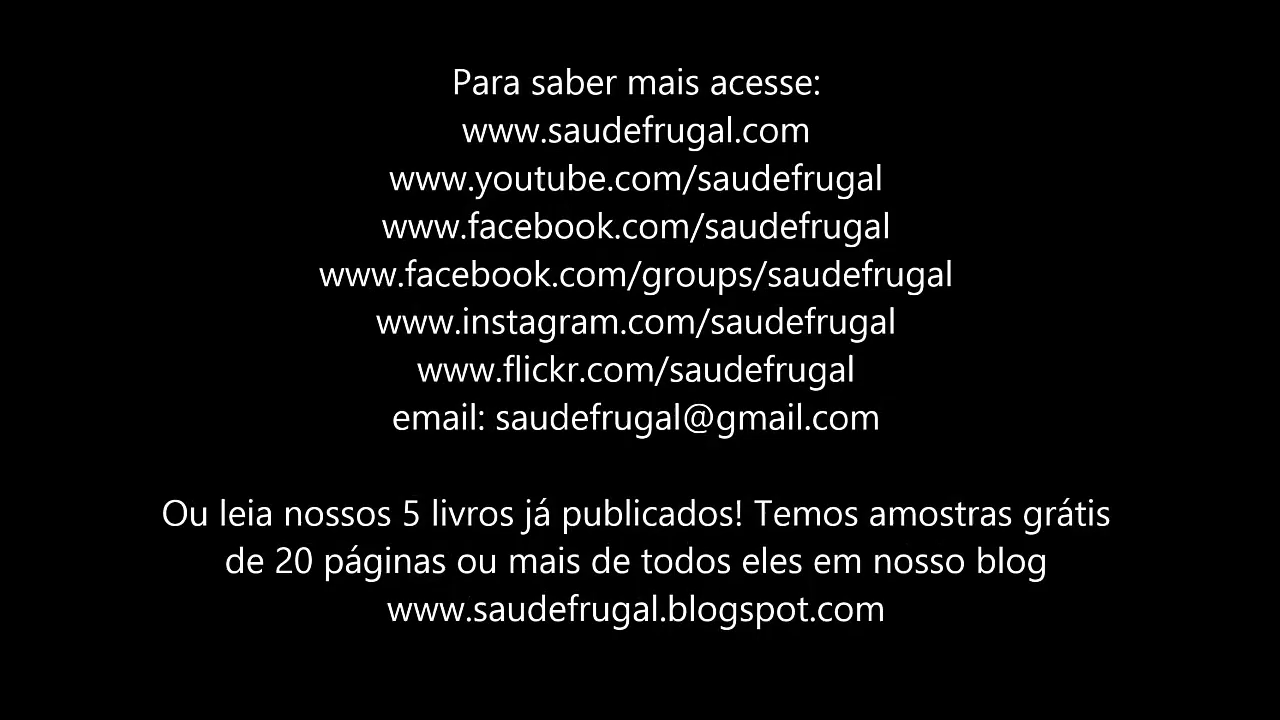 Para saber mais acesse:
www.saudefrugal.com
www.youtube.com/saudefrugal
www.facebook.com/saudefrugal
www.facebook.com/groups/saudefrugal
www.instagram.com/saudefrugal
www.flickr.com/saudefrugal
email: saudefrugal@gmail.com
Ou leia nossos 5 livros já publicados! Temos amostras grátis
de 20 páginas ou mais de todos eles em nosso blog
www.saudefrugal.blogspot.com